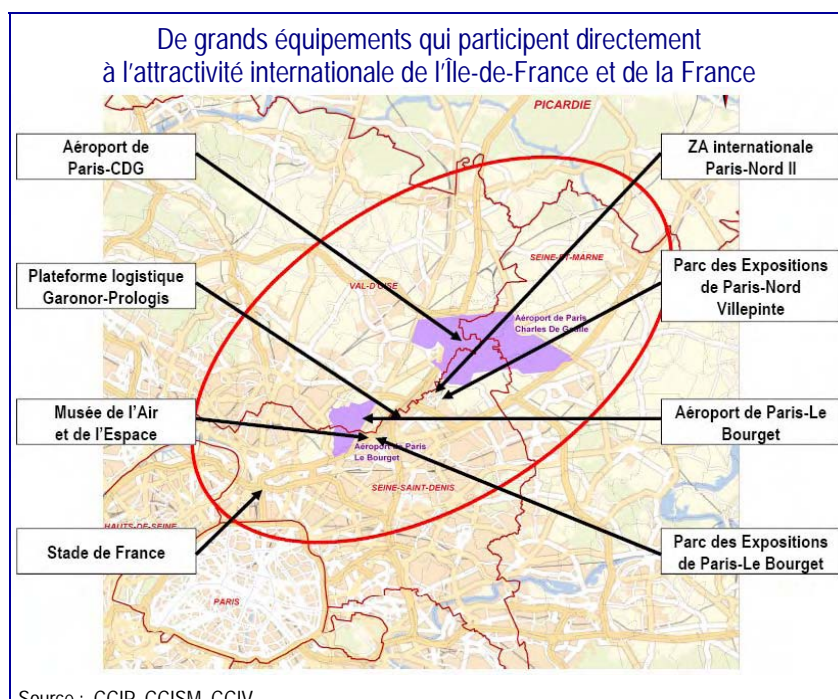 De grands équipements qui participent directement
à l'attractivité internationale de l'Île-de-France et de la France
PICARDIE
Aéroport de
Paris-CDG
ZA internationale
Paris-Nord II
SEINE-ET-MARNE
VAL-D'OISE
Plateforme logistique
Garonor-Prologis
Parc des Expositions
de Paris-Nord
Villepinte
Aéroport de Paris
Charles De Gaulle
Musée de l'Air
et de l'Espace
Aéroport de Paris-Le
Bourget
Aéroport de Paris
Le Bourget
SEINE-SAINT-DENIS
HAUTS-DE-SEINE
Stade de France
Parc des Expositions
de Paris-Le Bourget
PARIS
Source : CCIP, CCISM, CCIV